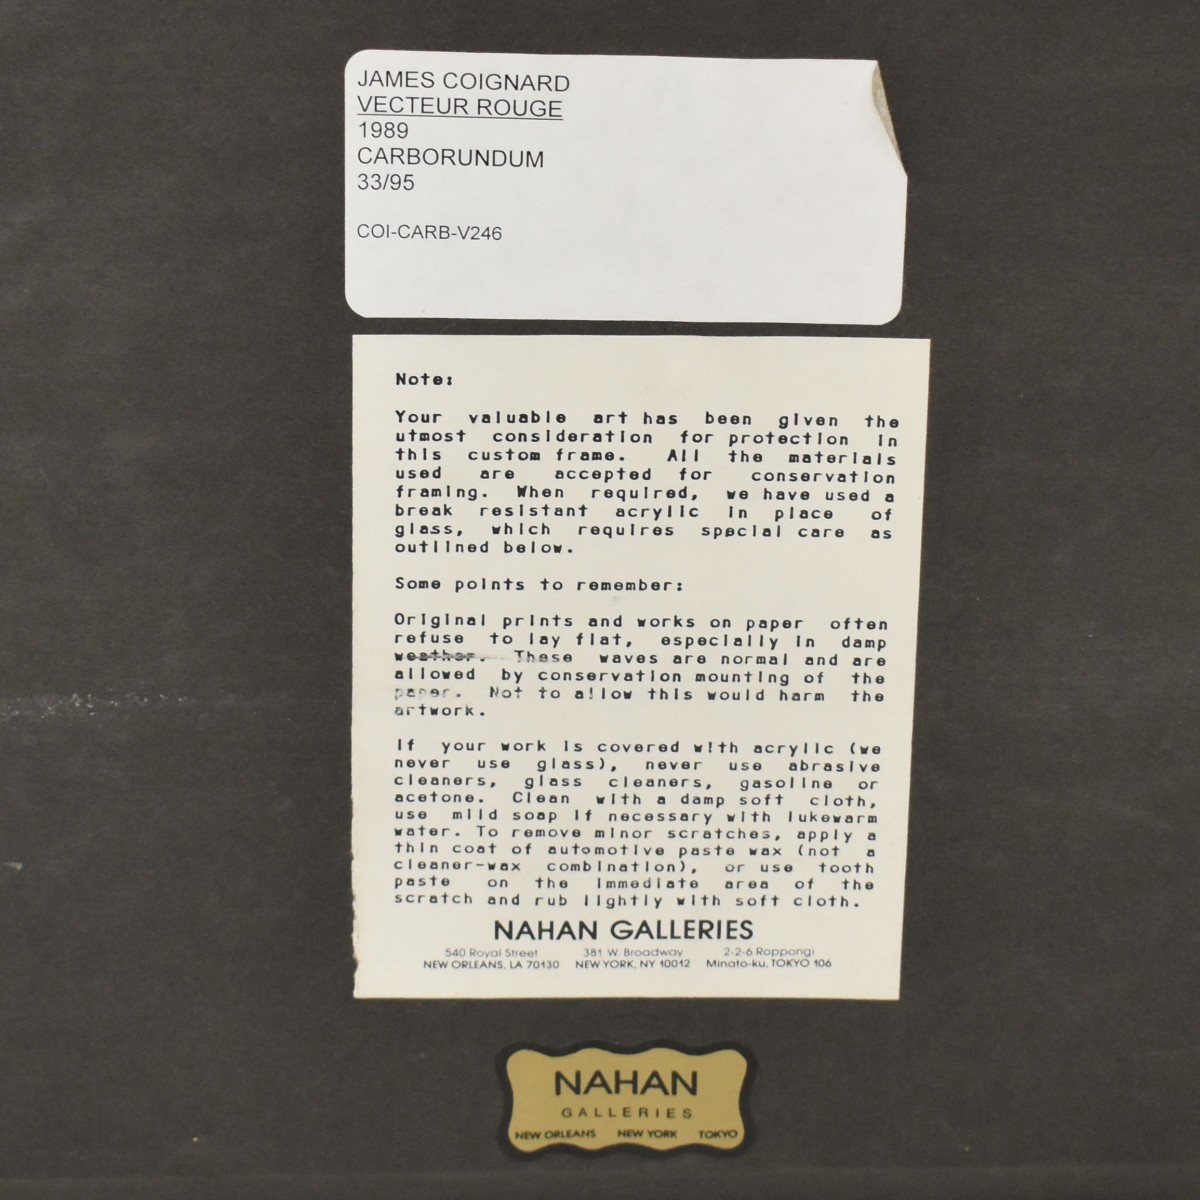 JAMES COIGNARD
VECTEUR ROUGE
1989
CARBORUNDUM
33/95
COI-CARB-V246
Note:
Your valuable art has been given the
utmost consideration for protection in
this custom frame. All the materials
used are accepted for conservation
framing. When required, we have used a
break resistant acrylic in place of
glass, which requires special care as
outlined below.
Some points to remember:
Original prints and works on paper often
refuse to lay flat, especially in damp
weather. These waves are normal and are
allowed by conservation mounting of the
paper. Not to allow this would harm the
artwork.
If your work is covered with acrylic (we
never use glass), never use abrasive
cleaners, glass cleaners, gasoline or
acetone. Clean with a damp soft cloth,
use mild soap if necessary with lukewarm
water. To remove minor scratches, apply a
thin coat of automotive paste wax (not a
cleaner-wax combination), or use tooth
paste on the immediate area of the
scratch and rub lightly with soft cloth.
NAHAN GALLERIES
540 Royal Street 381 W. Broadway 2-2-6 Roppongi
NEW ORLEANS, LA 70130 NEW YORK, NY 10012 Minato-ku, TOKYO 106
NAHAN
GALLERIES
NEW ORLEANS NEW YORK TOKYO